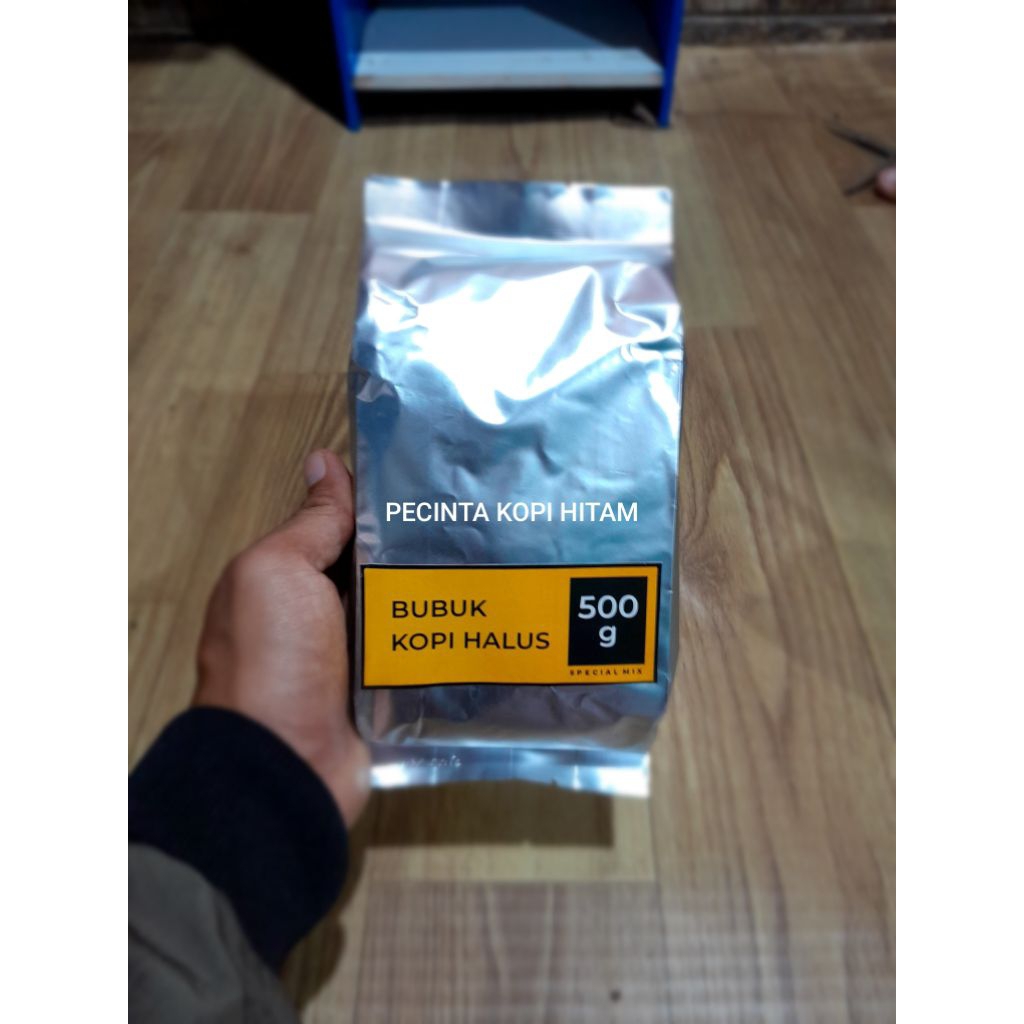 PECINTA KOPI HITAM
BUBUK
KOPI HALUS
500
g
SPECIAL MIX